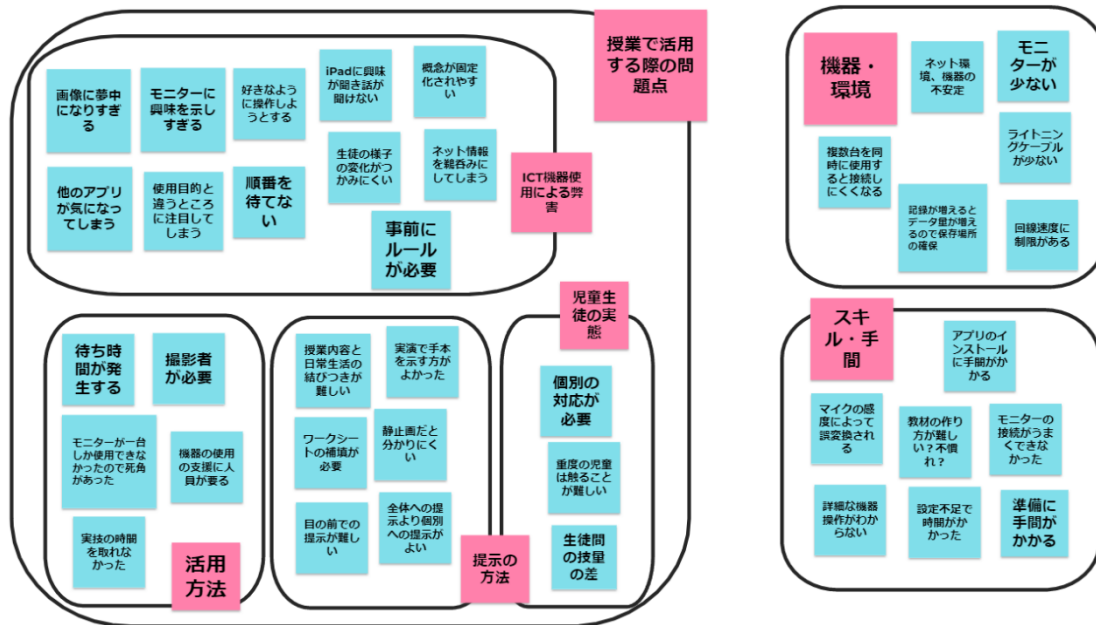 授業で活用
する際の問
題点
画像に夢中
になりすぎ
る
モニターに
興味を示し
すぎる
好きなよう
に操作しよ
うとする
iPadに興味
が聞き話が
聞けない
概念が固定
化されやす
い
他のアプリ
が気になっ
てしまう
使用目的と
違うところ
に注目して
しまう
順番を
待てな
い
生徒の様子
の変化がつ
かみにくい
ネット情報
を鵜呑みに
してしまう
事前に
ルール
が必要
ICT機器使
用による弊
害
待ち時
間が発
生する
撮影者
が必要
モニターが一台
しか使用できな
かったので死角
があった
機器の使用
の支援に人
員が要る
実技の時間
を取れな
かった
活用
方法
授業内容と
日常生活の
結びつきが
難しい
実演で手本
を示す方が
よかった
ワークシー
トの補填が
必要
静止画だと
分かりにく
い
目の前での
提示が難し
い
全体への提
示より個別
への提示が
よい
提示の
方法
児童生
徒の実
態
個別の
対応が
必要
重度の児童
は触ること
が難しい
生徒間
の技量
の差
機器・
環境
ネット環
境、機器の
不安定
モニ
ターが
少ない
複数台を同
時に使用す
ると接続し
にくくなる
ライトニン
グケーブル
が少ない
記録が増えると
データ量が増え
るので保存場所
の確保
回線速度に
制限がある
スキ
ル・手
間
アプリのイ
ンストール
に手間がか
かる
マイクの感
度によって
誤変換され
る
教材の作り
方が難し
い？不慣
れ？
モニターの
接続がうま
くできな
かった
詳細な機器
操作がわか
らない
設定不足で
時間がか
かった
準備に
手間が
かかる